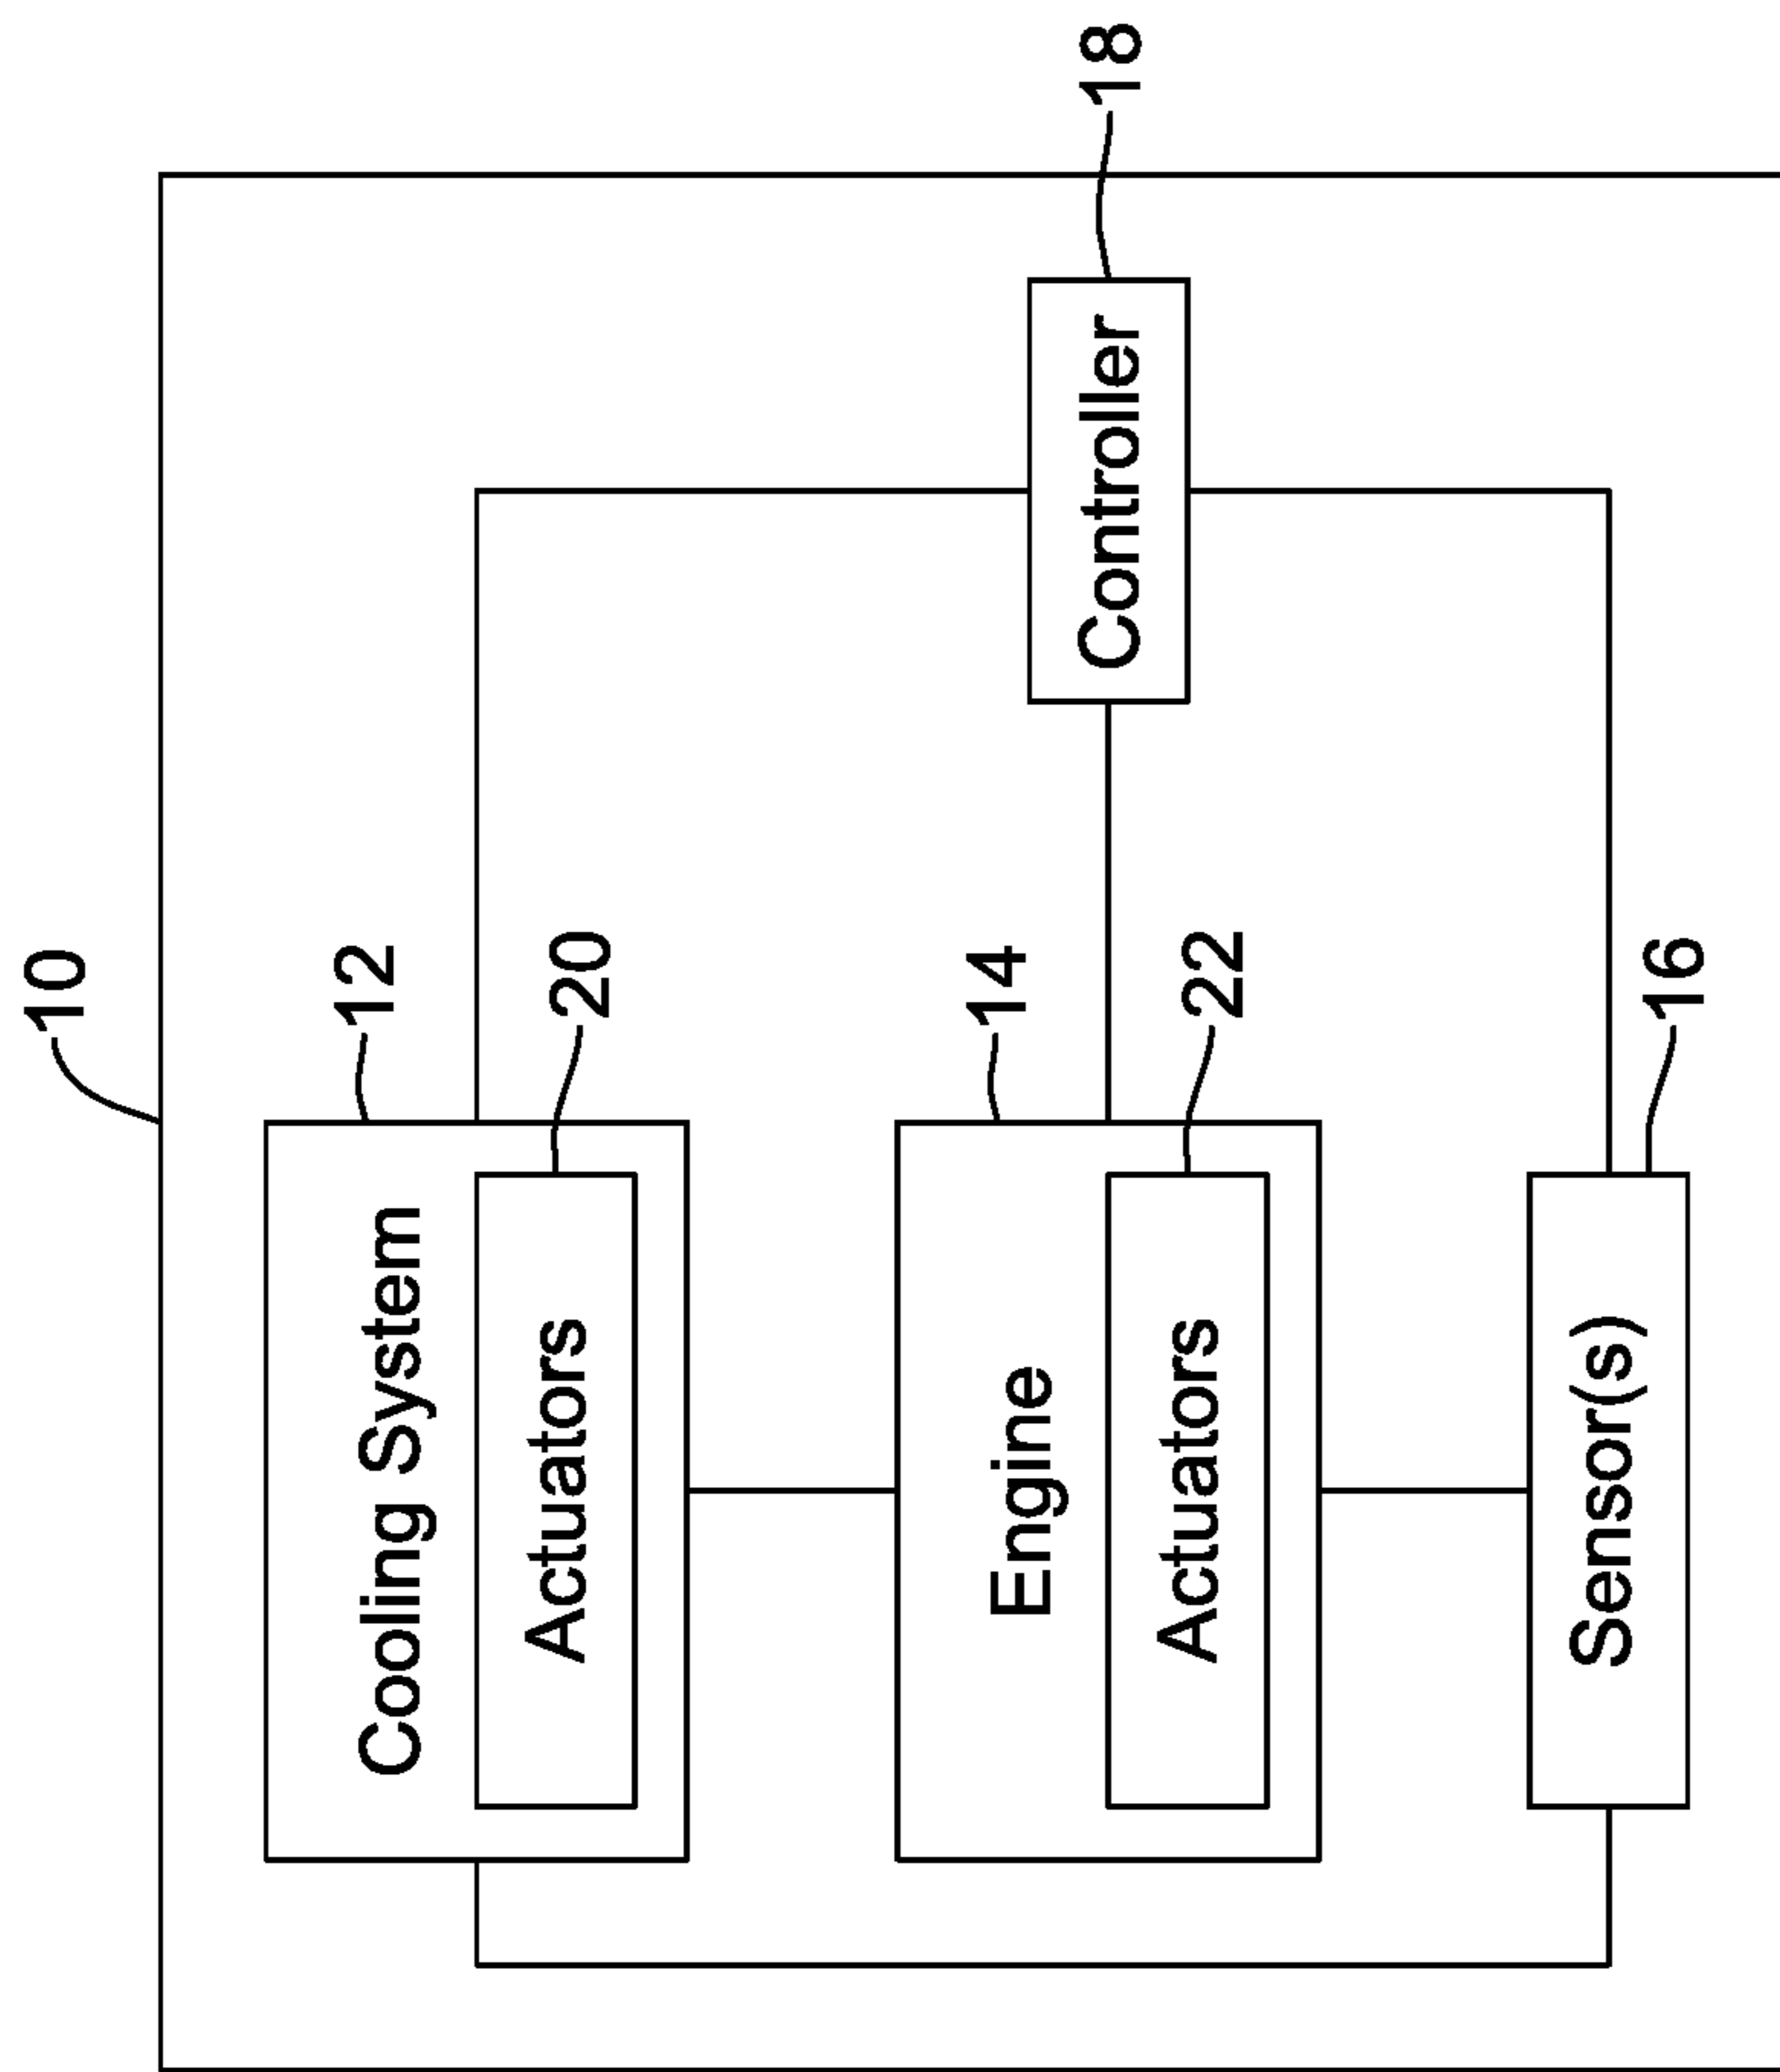 10
12
Cooling System
20
Actuators
14
Engine
22
Actuators
16
Sensor(s)
18
Controller